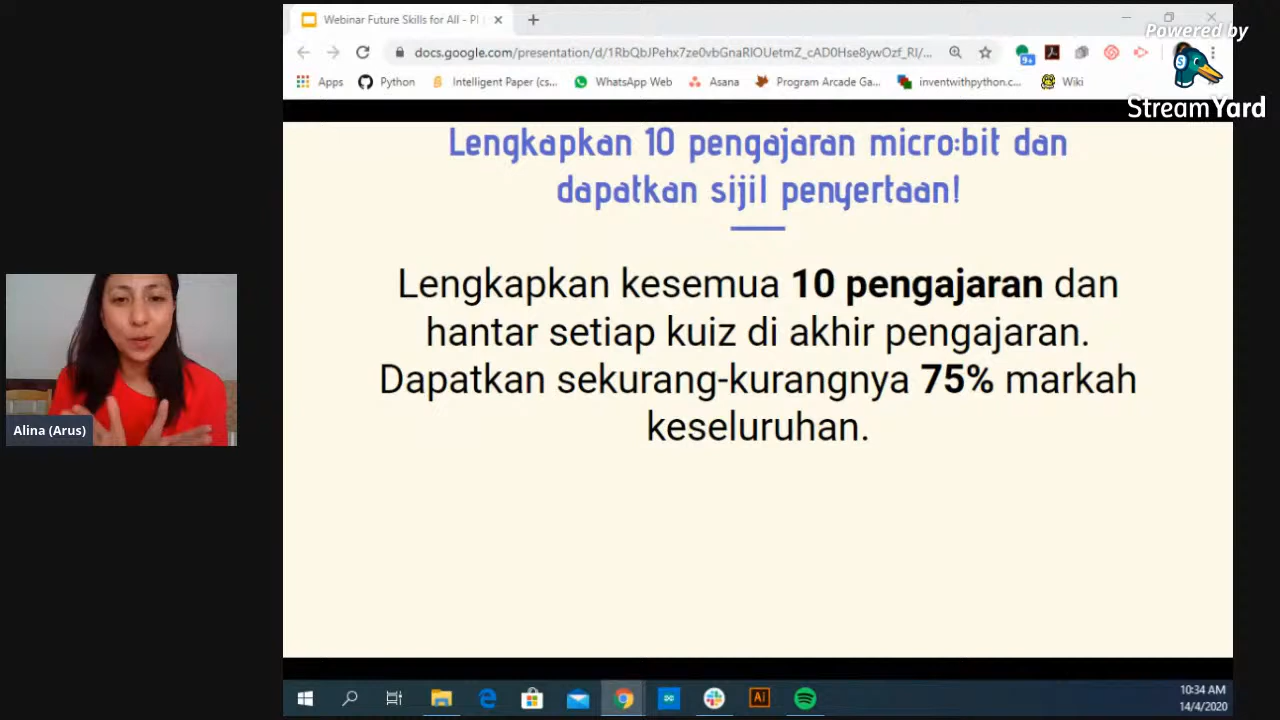 Webinar Future Skills for All - Pl
Powered by
StreamYard
docs.google.com/presentation/d/1RbQbJPehx7ze0vbGnaRlOUetmZ_cAD0Hse8ywOzf_RI/...
9+
Apps
Python
Intelligent Paper (cs...
WhatsApp Web
Asana
Program Arcade Ga...
inventwithpython.c...
Wiki
Lengkapkan 10 pengajaran micro:bit dan
dapatkan sijil penyertaan!
Lengkapkan kesemua 10 pengajaran dan
hantar setiap kuiz di akhir pengajaran.
Dapatkan sekurang-kurangnya 75% markah
keseluruhan.
Alina (Arus)
Ai
10:34 AM
14/4/2020